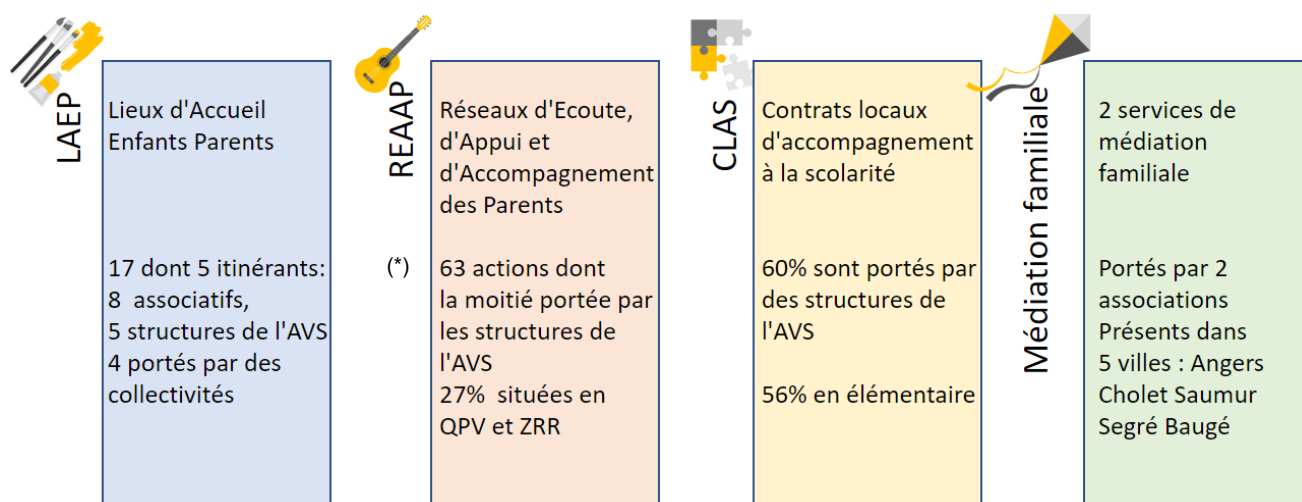 LAEP
Lieux d'Accueil
Enfants Parents
17 dont 5 itinérants:
8  associatifs,
5 structures de l'AVS
4 portés par des
collectivités
REAAP
Réseaux d'Ecoute,
d'Appui et
d'Accompagnement
des Parents
(*)
63 actions dont
la moitié portée par
les structures de
l'AVS
27%  situées en
QPV et ZRR
CLAS
Contrats locaux
d'accompagnement
à la scolarité
60% sont portés par
des structures de
l'AVS
56% en élémentaire
Médiation familiale
2 services de
médiation
familiale
Portés par 2
associations
Présents dans
5 villes : Angers
Cholet Saumur
Segré Baugé